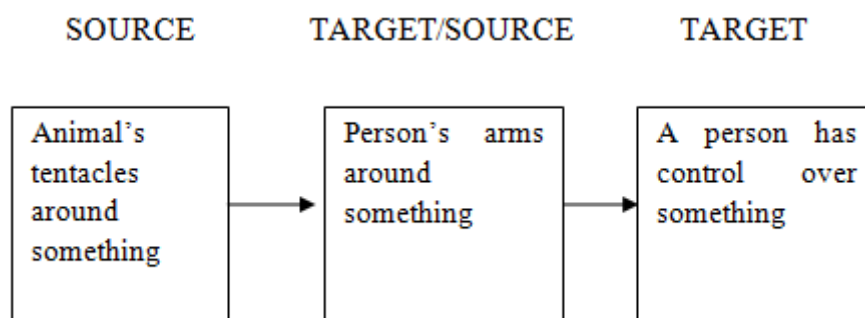 SOURCE TARGET/SOURCE TARGET
Animal’s
tentacles
around
something
Person’s arms
around
something
A person has
control over
something